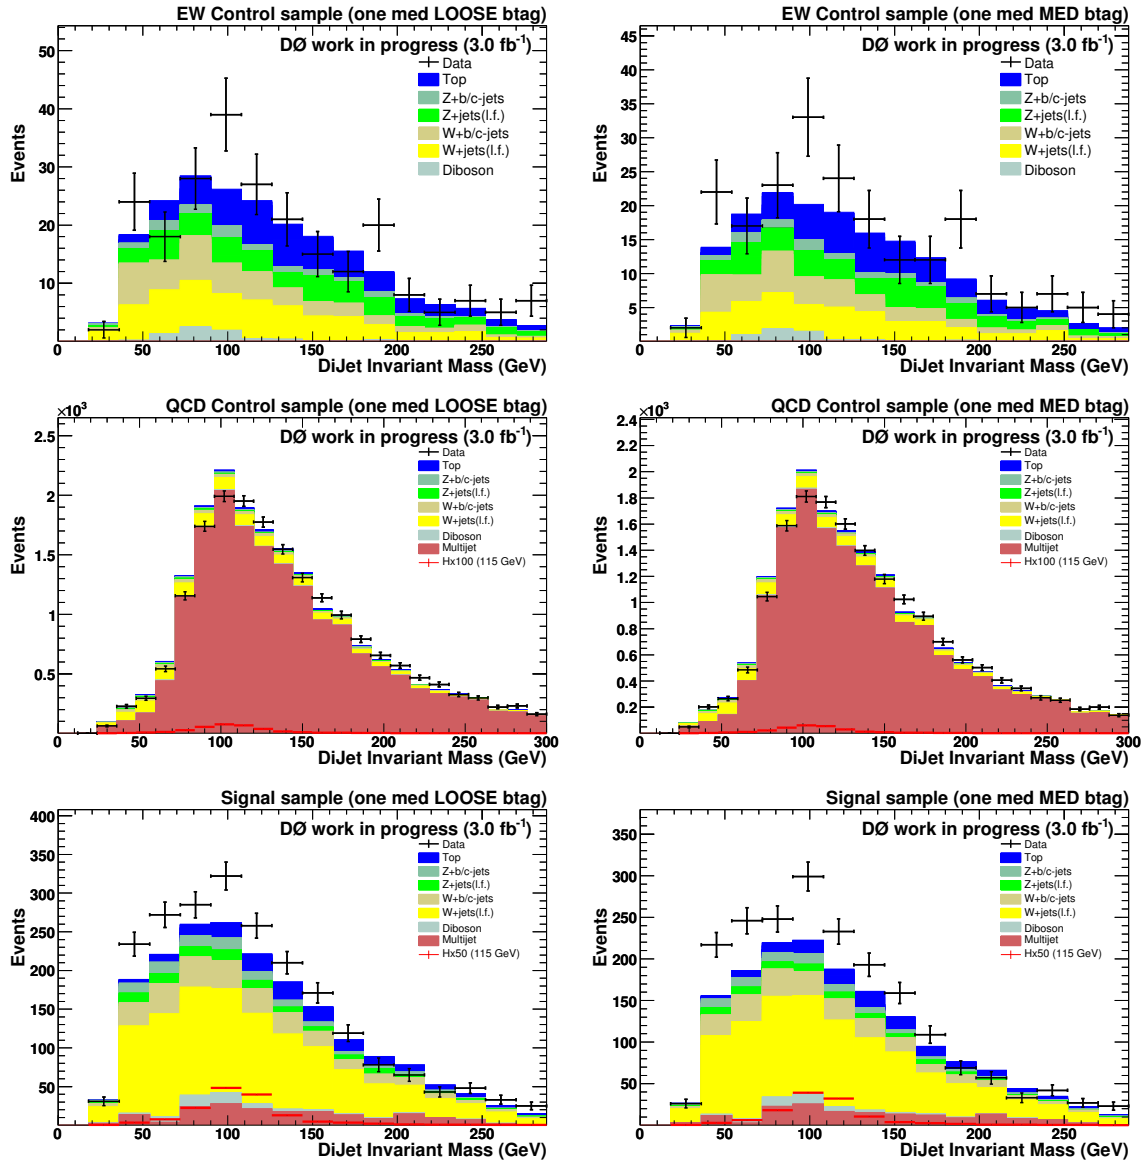 EW Control sample (one med LOOSE btag)
DØ work in progress (3.0 fb⁻¹)
Data
Top
Z+b/c-jets
Z+jets(l.f.)
W+b/c-jets
W+jets(l.f.)
Diboson
Events
50
40
30
20
10
0 50 100 150 200 250
DiJet Invariant Mass (GeV)
EW Control sample (one med MED btag)
DØ work in progress (3.0 fb⁻¹)
Data
Top
Z+b/c-jets
Z+jets(l.f.)
W+b/c-jets
W+jets(l.f.)
Diboson
Events
45
40
35
30
25
20
15
10
5
0 50 100 150 200 250
DiJet Invariant Mass (GeV)
QCD Control sample (one med LOOSE btag)
×10³
DØ work in progress (3.0 fb⁻¹)
Data
Top
Z+b/c-jets
Z+jets(l.f.)
W+b/c-jets
W+jets(l.f.)
Diboson
Multijet
Hx100 (115 GeV)
Events
2.5
2
1.5
1
0.5
0 50 100 150 200 250 300
DiJet Invariant Mass (GeV)
QCD Control sample (one med MED btag)
×10³
DØ work in progress (3.0 fb⁻¹)
Data
Top
Z+b/c-jets
Z+jets(l.f.)
W+b/c-jets
W+jets(l.f.)
Diboson
Multijet
Hx100 (115 GeV)
Events
2.4
2.2
2
1.8
1.6
1.4
1.2
1
0.8
0.6
0.4
0.2
0 50 100 150 200 250 300
DiJet Invariant Mass (GeV)
Signal sample (one med LOOSE btag)
DØ work in progress (3.0 fb⁻¹)
Data
Top
Z+b/c-jets
Z+jets(l.f.)
W+b/c-jets
W+jets(l.f.)
Diboson
Multijet
Hx50 (115 GeV)
Events
400
350
300
250
200
150
100
50
0 50 100 150 200 250
DiJet Invariant Mass (GeV)
Signal sample (one med MED btag)
DØ work in progress (3.0 fb⁻¹)
Data
Top
Z+b/c-jets
Z+jets(l.f.)
W+b/c-jets
W+jets(l.f.)
Diboson
Multijet
Hx50 (115 GeV)
Events
350
300
250
200
150
100
50
0 50 100 150 200 250
DiJet Invariant Mass (GeV)